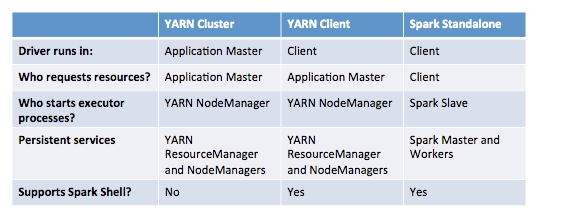 YARN Cluster YARN Client Spark Standalone
Driver runs in: Application Master Client Client
Who requests resources? Application Master Application Master Client
Who starts executor processes? YARN NodeManager YARN NodeManager Spark Slave
Persistent services YARN ResourceManager and NodeManagers YARN ResourceManager and NodeManagers Spark Master and Workers
Supports Spark Shell? No Yes Yes